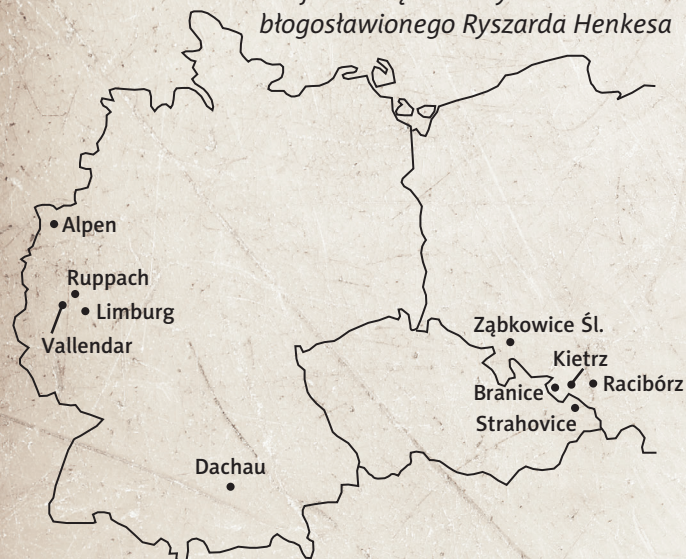 błogosławionego Ryszarda Henkesa
Alpen
Ruppach
Limburg
Vallendar
Ząbkowice Śl.
Kietrz
Branice
Racibórz
Strahovice
Dachau